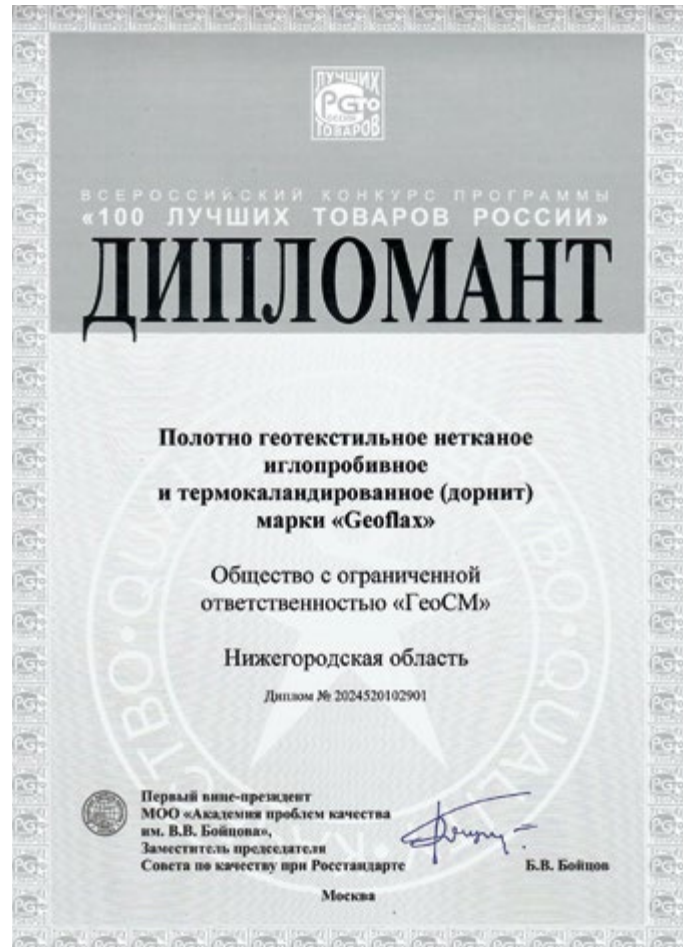 ЛУЧШИХ
PGТО
РОССИИ
ТОВАРОВ
ВСЕРОССИЙСКИЙ КОНКУРС ПРОГРАММЫ
«100 ЛУЧШИХ ТОВАРОВ РОССИИ»
ДИПЛОМАНТ
Полотно геотекстильное нетканое
иглопробивное
и термокаландированное (дорнит)
марки «Geoflax»
Общество с ограниченной
ответственностью «ГеоСМ»
Нижегородская область
Диплом № 2024520102901
Первый вице-президент
МОО «Академия проблем качества
им. В.В. Бойцова»,
Заместитель председателя
Совета по качеству при Росстандарте
Б.В. Бойцов
Москва